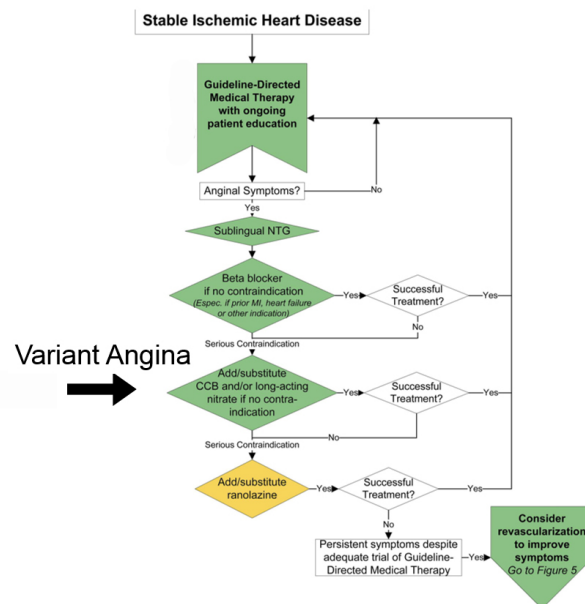 Stable Ischemic Heart Disease
Guideline-Directed
Medical Therapy
with ongoing
patient education
Anginal Symptoms?
No
Yes
Sublingual NTG
Beta blocker
if no contraindication
(Espec. if prior MI, heart failure
or other indication)
Yes
Successful
Treatment?
Yes
No
Serious Contraindication
Variant Angina
Add/substitute
CCB and/or long-acting
nitrate if no contra-
indication
Yes
Successful
Treatment?
Yes
No
Serious Contraindication
Add/substitute
ranolazine
Yes
Successful
Treatment?
Yes
No
Persistent symptoms despite
adequate trial of Guideline-
Directed Medical Therapy
Yes
Consider
revascularization
to improve
symptoms
Go to Figure 5